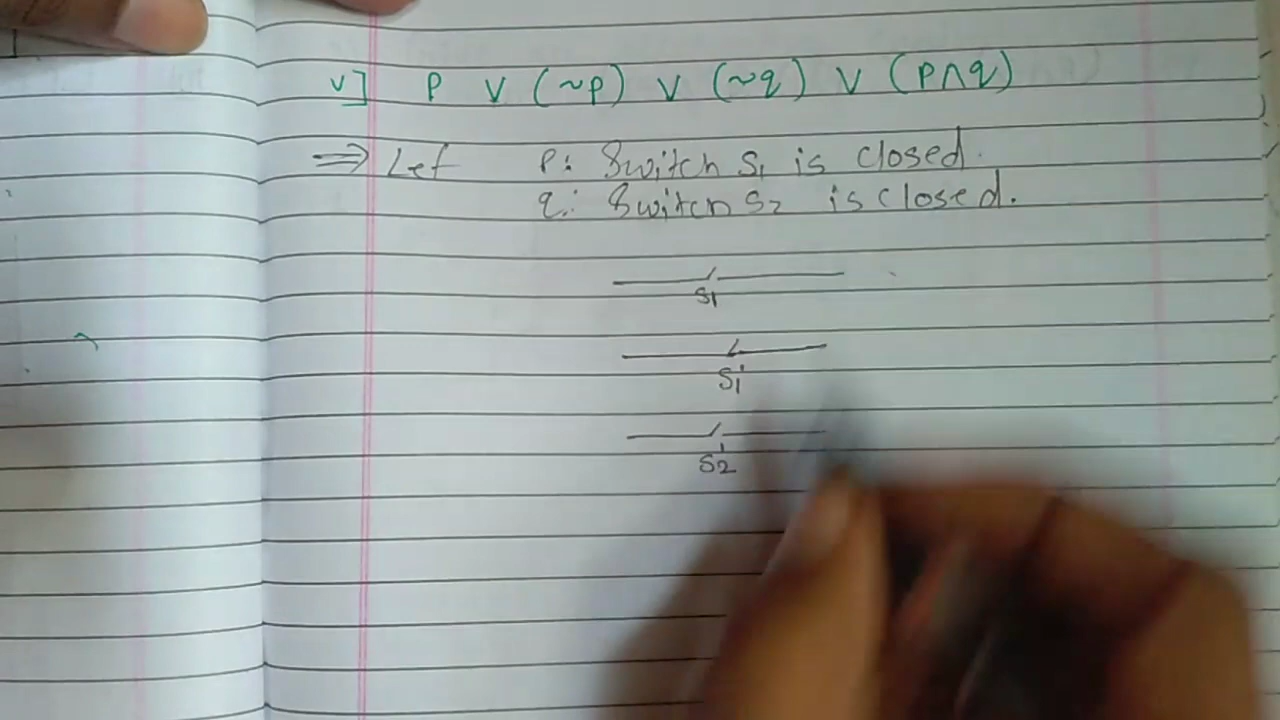 v] p ∨ (~p) ∨ (~q) ∨ (p∧q)
⇒ Let p: Switch S₁ is closed.
q: Switch S₂ is closed.
S₁
S₁'
S₂'